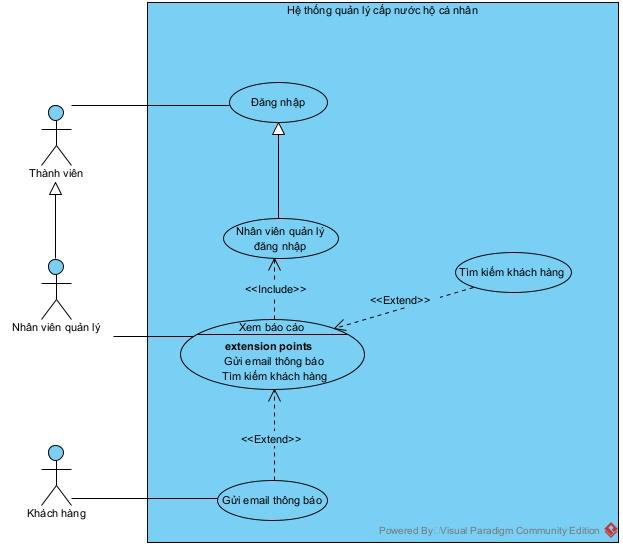 Hệ thống quản lý cấp nước hộ cá nhân
Đăng nhập
Thành viên
Nhân viên quản lý
đăng nhập
Tìm kiếm khách hàng
<<Include>>
<<Extend>>
Nhân viên quản lý
Xem báo cáo
extension points
Gửi email thông báo
Tìm kiếm khách hàng
<<Extend>>
Gửi email thông báo
Khách hàng
Powered By Visual Paradigm Community Edition